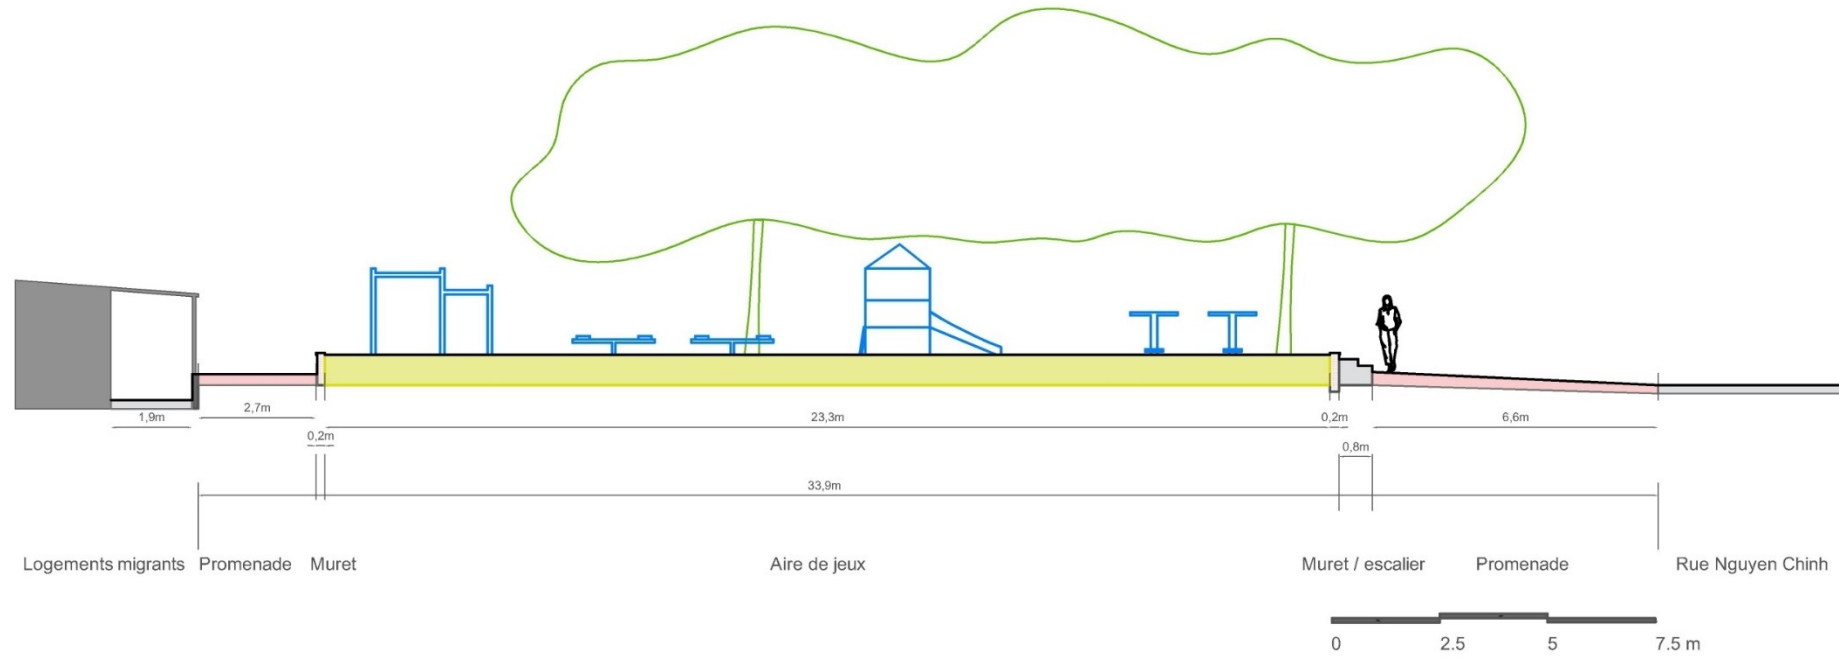 1,9m
2,7m
0,2m
23,3m
0,2m
6,6m
0,8m
33,9m
Logements migrants
Promenade
Muret
Aire de jeux
Muret / escalier
Promenade
Rue Nguyen Chinh
0
2.5
5
7.5 m